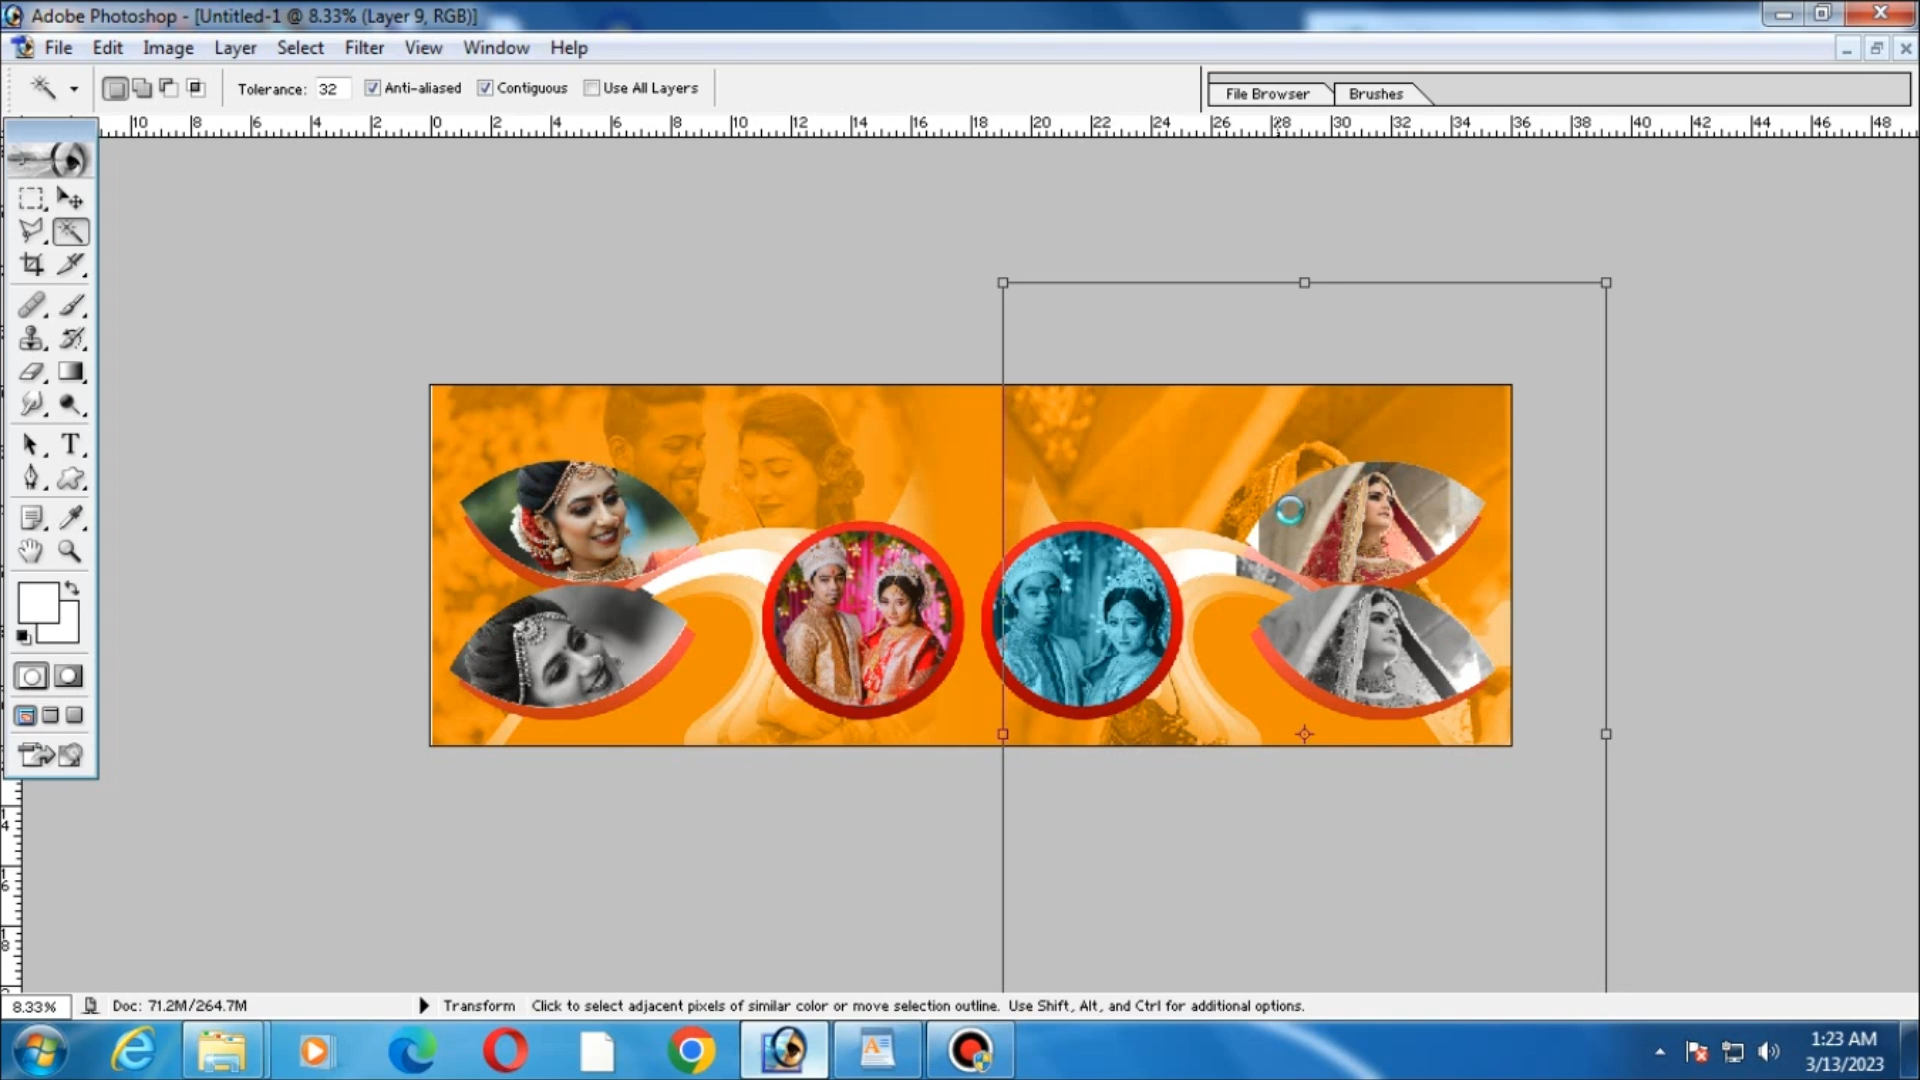 Adobe Photoshop - [Untitled-1 @ 8.33% (Layer 9, RGB)]
File Edit Image Layer Select Filter View Window Help
Tolerance: 32 Anti-aliased Contiguous Use All Layers File Browser Brushes
10 8 6 4 2 0 2 4 6 8 10 12 14 16 18 20 22 24 26 28 30 32 34 36 38 40 42 44 46 48
T
14
16
18
8.33% Doc: 71.2M/264.7M Transform Click to select adjacent pixels of similar color or move selection outline. Use Shift, Alt, and Ctrl for additional options.
A
1:23 AM
3/13/2023